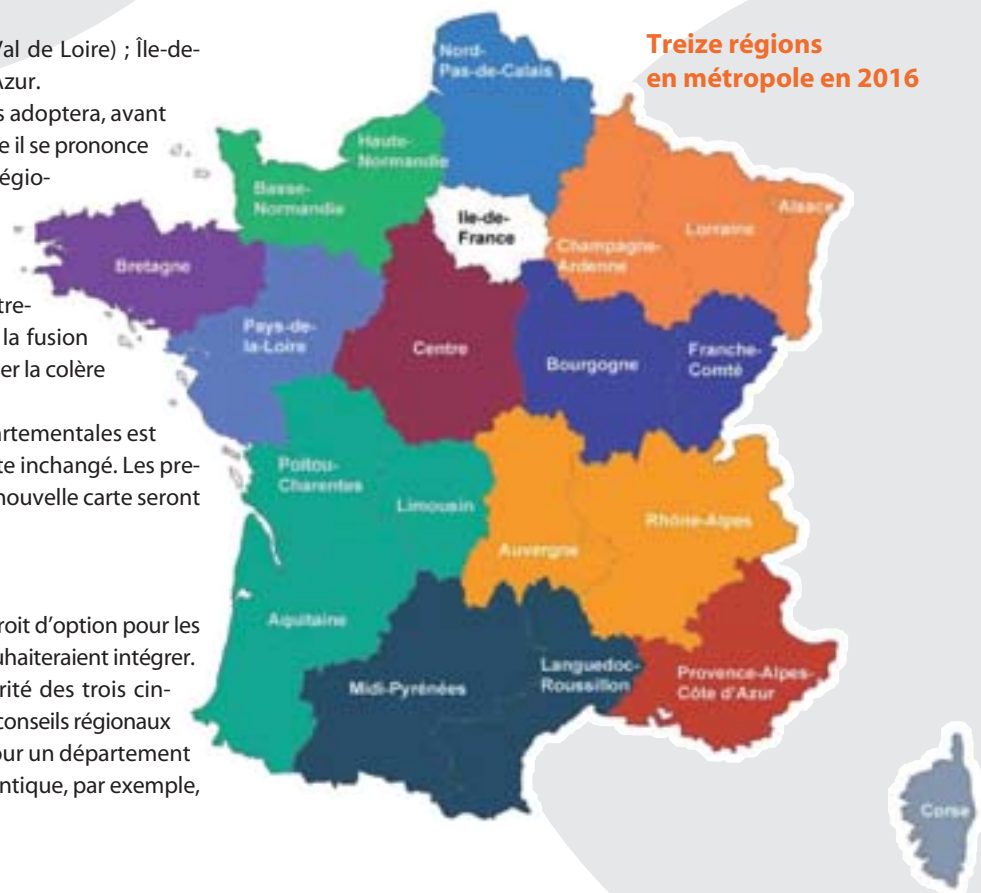 Val de Loire) ; Île-de-
Azur.
s adoptera, avant
e il se prononce
égio-
tre-
la fusion
er la colère
artementales est
te inchangé. Les pre-
nouvelle carte seront
roit d'option pour les
uhaiteraient intégrer.
rité des trois cin-
conseils régionaux
our un département
ntique, par exemple,
Treize régions
en métropole en 2016
Nord-
Pas-de-Calais
Haute-
Normandie
Basse-
Normandie
Ile-de-
France
Champagne-
Ardenne
Lorraine
Alsace
Bretagne
Pays-de-
la-Loire
Centre
Bourgogne
Franche-
Comté
Poitou-
Charentes
Limousin
Auvergne
Rhône-Alpes
Aquitaine
Midi-Pyrénées
Languedoc-
Roussillon
Provence-Alpes-
Côte d'Azur
Corse